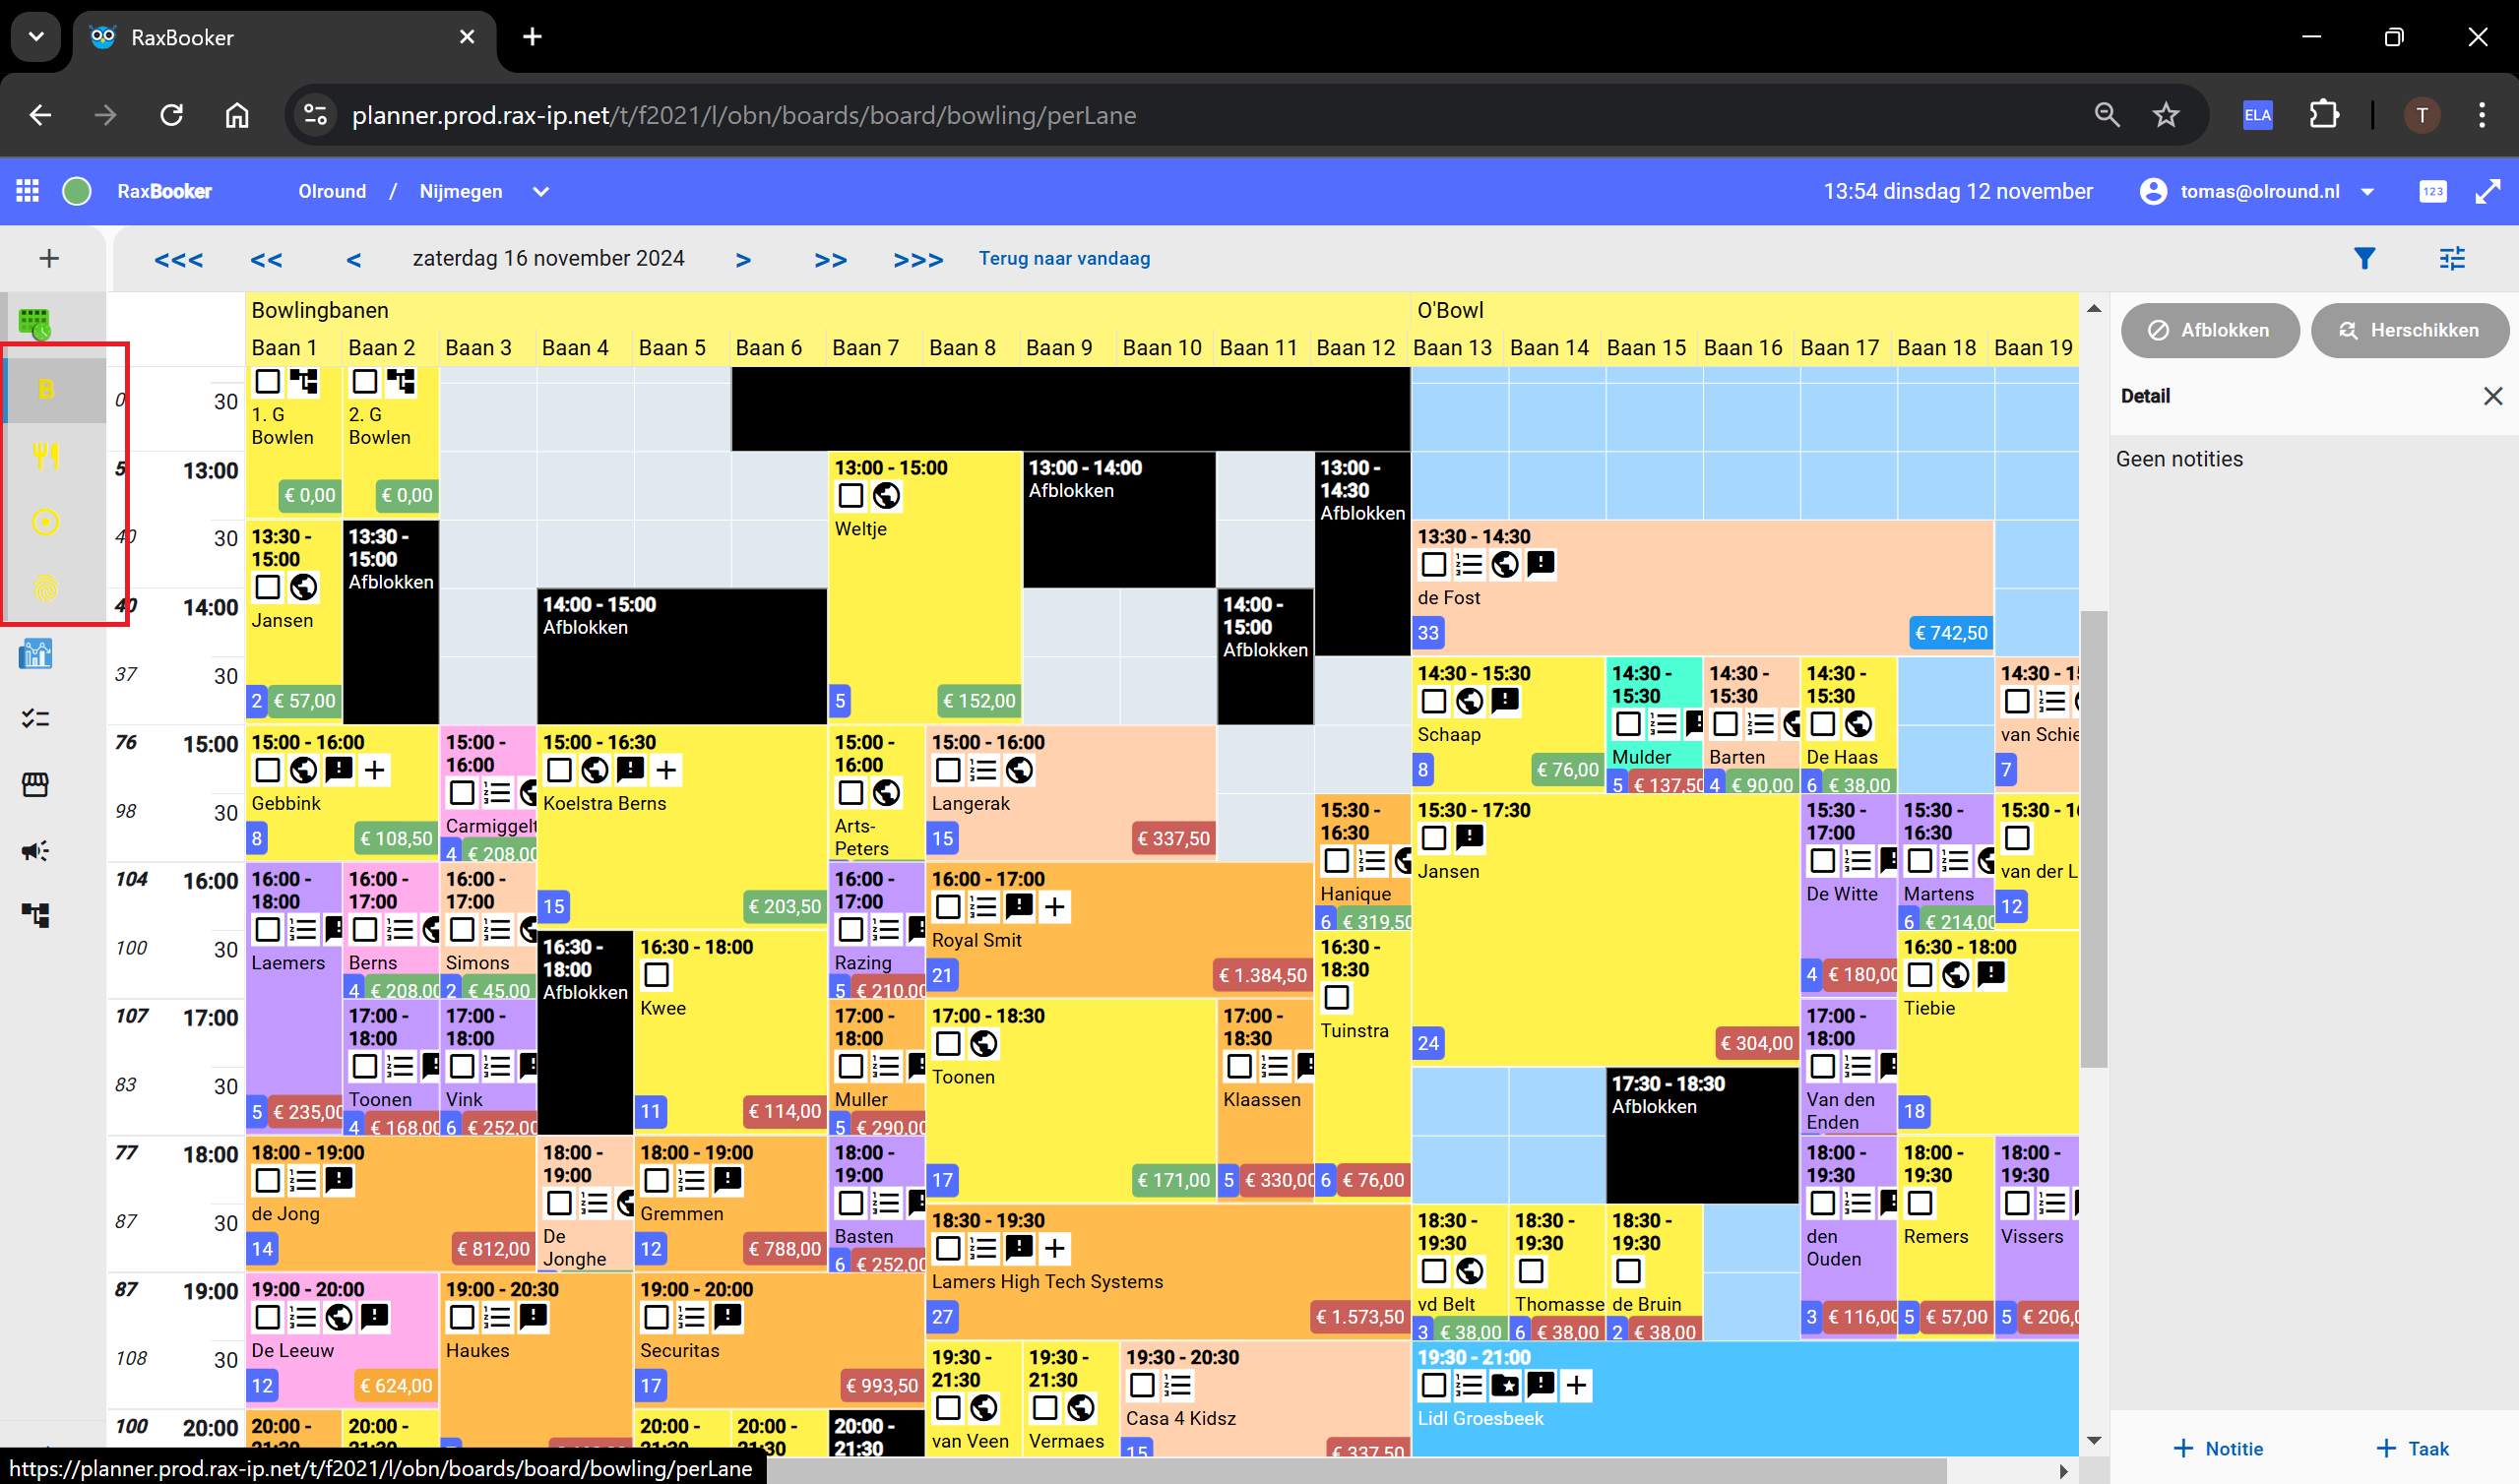 RaxBooker
planner.prod.rax-ip.net/t/f2021/l/obn/boards/board/bowling/perLane
ELA
T
RaxBooker
Olround / Nijmegen
13:54 dinsdag 12 november
tomas@olround.nl
123
+ <<< << < zaterdag 16 november 2024 > >> >>> Terug naar vandaag
Bowlingbanen O'Bowl
Baan 1 Baan 2 Baan 3 Baan 4 Baan 5 Baan 6 Baan 7 Baan 8 Baan 9 Baan 10 Baan 11 Baan 12 Baan 13 Baan 14 Baan 15 Baan 16 Baan 17 Baan 18 Baan 19
Afblokken
Herschikken
Detail
Geen notities
B
0 30
5 13:00
40 30
40 14:00
37 30
76 15:00
98 30
104 16:00
100 30
107 17:00
83 30
77 18:00
87 30
87 19:00
108 30
100 20:00
1. G
Bowlen
€ 0,00
2. G
Bowlen
€ 0,00
13:00 - 15:00
Weltje
5 € 152,00
13:00 - 14:00
Afblokken
13:00 -
14:30
Afblokken
13:30 -
15:00
Jansen
2 € 57,00
13:30 -
15:00
Afblokken
13:30 - 14:30
de Fost
33 € 742,50
14:00 - 15:00
Afblokken
14:00 -
15:00
Afblokken
14:30 - 15:30
Schaap
8 € 76,00
14:30 -
15:30
Mulder
5 € 137,50
14:30 -
15:30
Barten
4 € 90,00
14:30 -
15:30
De Haas
6 € 38,00
14:30 - 1
van Schie
7
15:00 - 16:00
Gebbink
8 € 108,50
15:00 -
16:00
Carmiggelt
4 € 208,00
15:00 - 16:30
Koelstra Berns
15 € 203,50
15:00 -
16:00
Arts-
Peters
15:00 - 16:00
Langerak
15 € 337,50
15:30 -
16:30
Hanique
6 € 319,50
15:30 - 17:30
Jansen
24 € 304,00
15:30 -
17:00
De Witte
4 € 180,00
15:30 -
16:30
Martens
6 € 214,00
15:30 - 1
van der L
12
16:00 -
18:00
Laemers
5 € 235,00
16:00 -
17:00
Berns
4 € 208,00
16:00 -
17:00
Simons
2 € 45,00
16:00 -
17:00
Razing
5 € 210,00
16:00 - 17:00
Royal Smit
21 € 1.384,50
16:30 -
18:00
Afblokken
16:30 - 18:00
Kwee
11 € 114,00
16:30 -
18:30
Tuinstra
6 € 76,00
16:30 - 18:00
Tiebie
18
17:00 -
18:00
Toonen
4 € 168,00
17:00 -
18:00
Vink
6 € 252,00
17:00 -
18:00
Muller
5 € 290,00
17:00 - 18:30
Toonen
17 € 171,00
17:00 -
18:30
Klaassen
5 € 330,00
17:00 -
18:00
Van den
Enden
17:30 - 18:30
Afblokken
18:00 - 19:00
de Jong
14 € 812,00
18:00 -
19:00
De
Jonghe
18:00 - 19:00
Gremmen
12 € 788,00
18:00 -
19:00
Basten
6 € 252,00
18:00 -
19:30
den
Ouden
3 € 116,00
18:00 -
19:30
Remers
5 € 57,00
18:00 -
19:30
Vissers
5 € 206,0
18:30 - 19:30
Lamers High Tech Systems
27 € 1.573,50
18:30 -
19:30
vd Belt
3 € 38,00
18:30 -
19:30
Thomasse
6 € 38,00
18:30 -
19:30
de Bruin
2 € 38,00
19:00 - 20:00
De Leeuw
12 € 624,00
19:00 - 20:30
Haukes
19:00 - 20:00
Securitas
17 € 993,50
19:30 -
21:30
van Veen
19:30 -
21:30
Vermaes
19:30 - 20:30
Casa 4 Kidsz
15 € 337,50
19:30 - 21:00
Lidl Groesbeek
20:00 -
21:30
20:00 -
21:30
20:00 -
21:30
20:00 -
21:30
20:00 -
21:30
+ Notitie
+ Taak
https://planner.prod.rax-ip.net/t/f2021/l/obn/boards/board/bowling/perLane